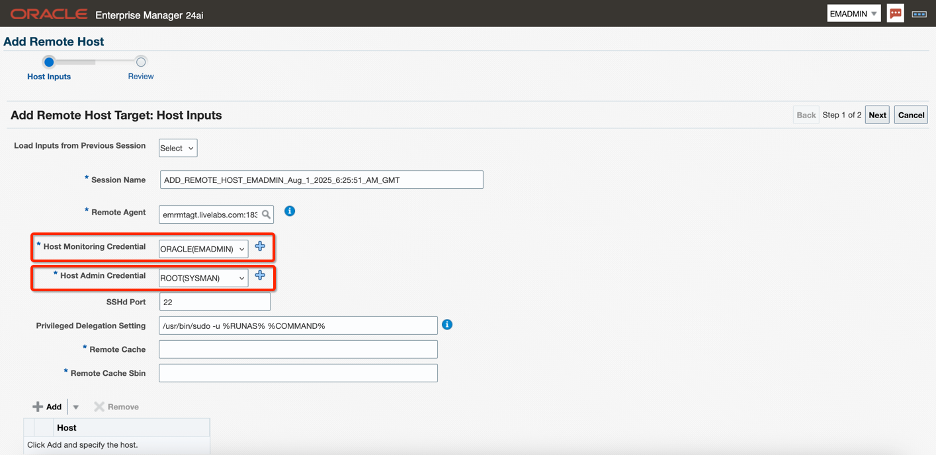 ORACLE Enterprise Manager 24ai
EMADMIN
Add Remote Host
Host Inputs
Review
Add Remote Host Target: Host Inputs
Back Step 1 of 2 Next Cancel
Load Inputs from Previous Session Select
* Session Name ADD_REMOTE_HOST_EMADMIN_Aug_1_2025_6:25:51_AM_GMT
* Remote Agent emrmtagt.livelabs.com:183
* Host Monitoring Credential ORACLE(EMADMIN)
* Host Admin Credential ROOT(SYSMAN)
SSHd Port 22
Privileged Delegation Setting /usr/bin/sudo -u %RUNAS% %COMMAND%
* Remote Cache
* Remote Cache Sbin
Add Remove
Host
Click Add and specify the host.